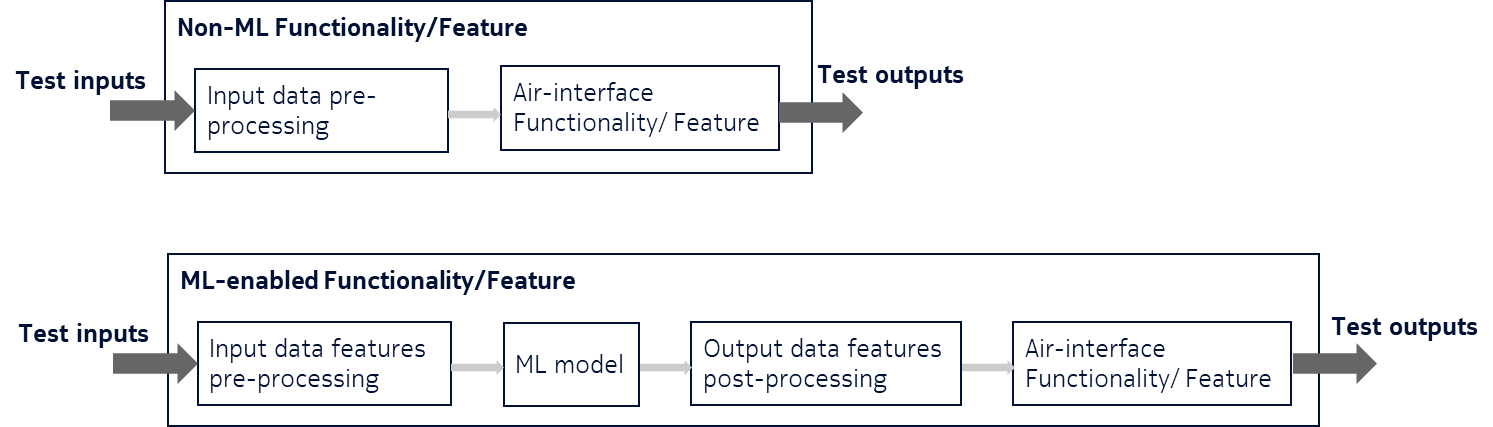 Non-ML Functionality/Feature
Test inputs
Input data pre-
processing
Air-interface
Functionality/ Feature
Test outputs
ML-enabled Functionality/Feature
Test inputs
Input data features
pre-processing
ML model
Output data features
post-processing
Air-interface
Functionality/ Feature
Test outputs